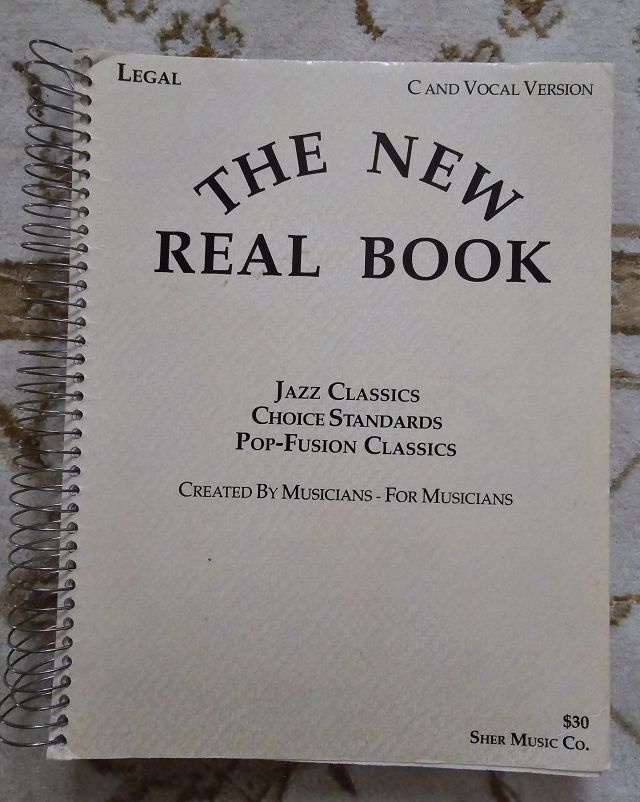 LEGAL
C AND VOCAL VERSION
THE NEW
REAL BOOK
JAZZ CLASSICS
CHOICE STANDARDS
POP-FUSION CLASSICS
CREATED BY MUSICIANS - FOR MUSICIANS
$30
SHER MUSIC CO.